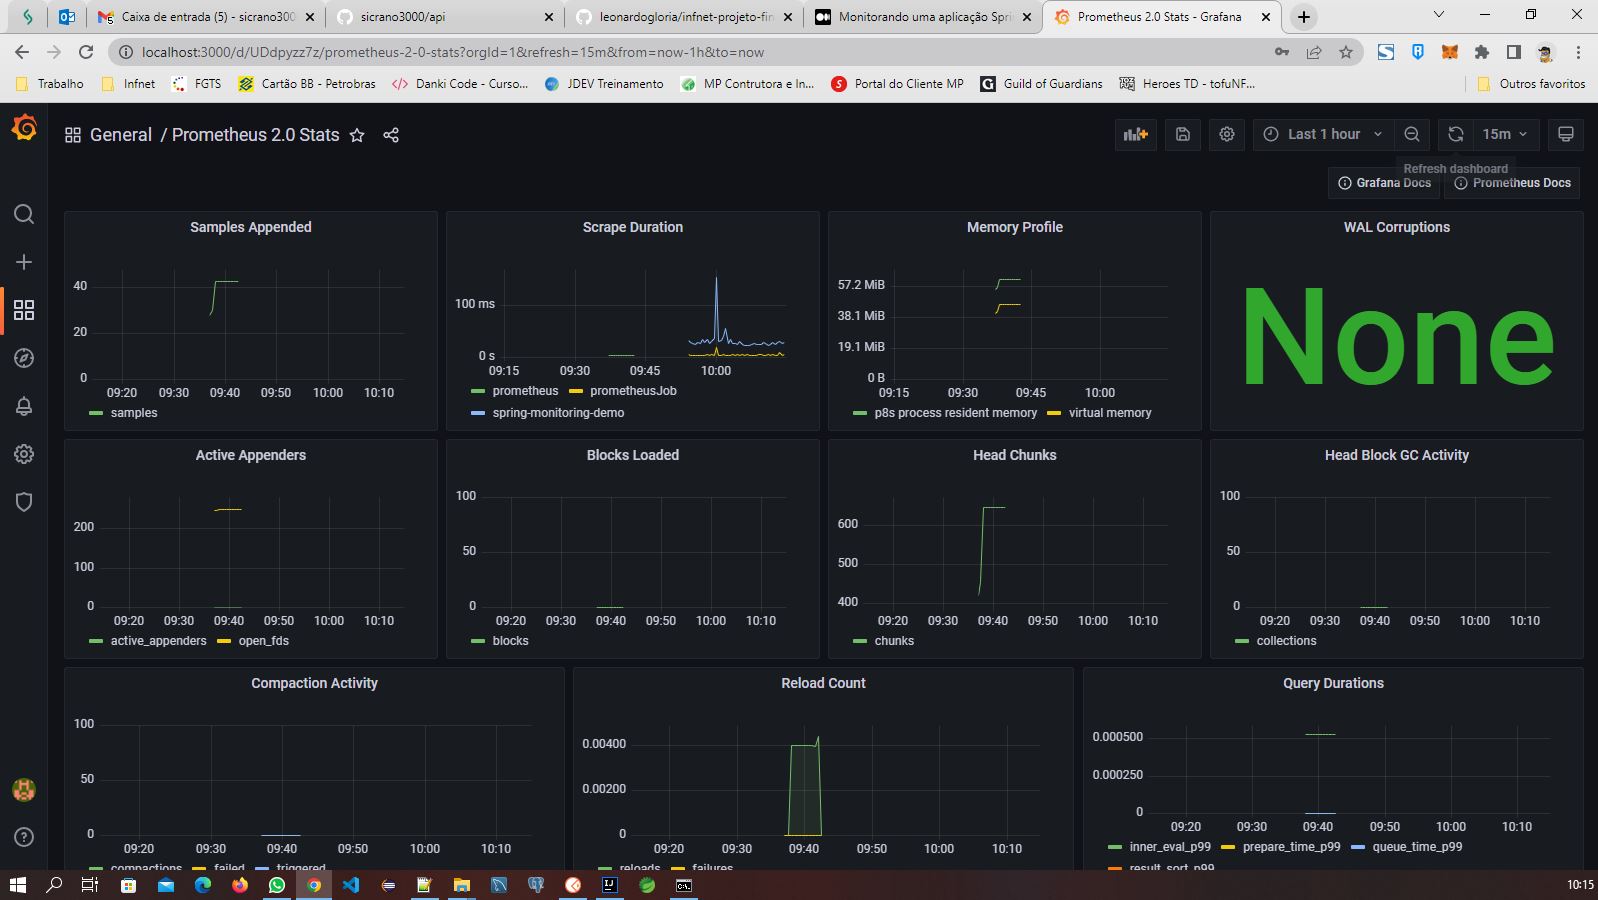 Caixa de entrada (5) - sicrano300
sicrano3000/api
leonardogloria/infnet-projeto-fin
Monitorando uma aplicação Spri
Prometheus 2.0 Stats - Grafana
localhost:3000/d/UDdpyzz7z/prometheus-2-0-stats?orgId=1&refresh=15m&from=now-1h&to=now
Trabalho Infnet FGTS Cartão BB - Petrobras Danki Code - Curso... JDEV Treinamento MP Contrutora e In... Portal do Cliente MP Guild of Guardians Heroes TD - tofuNF... Outros favoritos
General / Prometheus 2.0 Stats
Last 1 hour
15m
Refresh dashboard
Grafana Docs Prometheus Docs
Samples Appended
40
20
0
09:20 09:30 09:40 09:50 10:00 10:10
samples
Scrape Duration
100 ms
0 s
09:15 09:30 09:45 10:00
prometheus prometheusJob
spring-monitoring-demo
Memory Profile
57.2 MiB
38.1 MiB
19.1 MiB
0 B
09:15 09:30 09:45 10:00
p8s process resident memory virtual memory
WAL Corruptions
None
Active Appenders
200
100
0
09:20 09:30 09:40 09:50 10:00 10:10
active_appenders open_fds
Blocks Loaded
100
50
0
09:20 09:30 09:40 09:50 10:00 10:10
blocks
Head Chunks
600
500
400
09:20 09:30 09:40 09:50 10:00 10:10
chunks
Head Block GC Activity
100
50
0
09:20 09:30 09:40 09:50 10:00 10:10
collections
Compaction Activity
100
50
0
09:20 09:30 09:40 09:50 10:00 10:10
compactions failed triggered
Reload Count
0.00400
0.00200
0
09:20 09:30 09:40 09:50 10:00 10:10
reloads failures
Query Durations
0.000500
0.000250
0
09:20 09:30 09:40 09:50 10:00 10:10
inner_eval_p99 prepare_time_p99 queue_time_p99
result_sort_p99
10:15